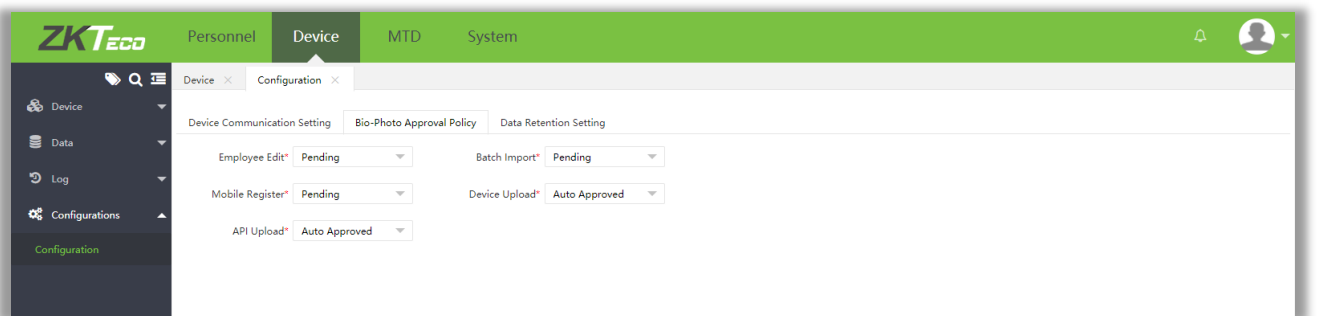 ZKTECO Personnel Device MTD System
Device Configuration
Device
Device Communication Setting Bio-Photo Approval Policy Data Retention Setting
Data
Employee Edit* Pending Batch Import* Pending
Log
Mobile Register* Pending Device Upload* Auto Approved
Configurations
API Upload* Auto Approved
Configuration